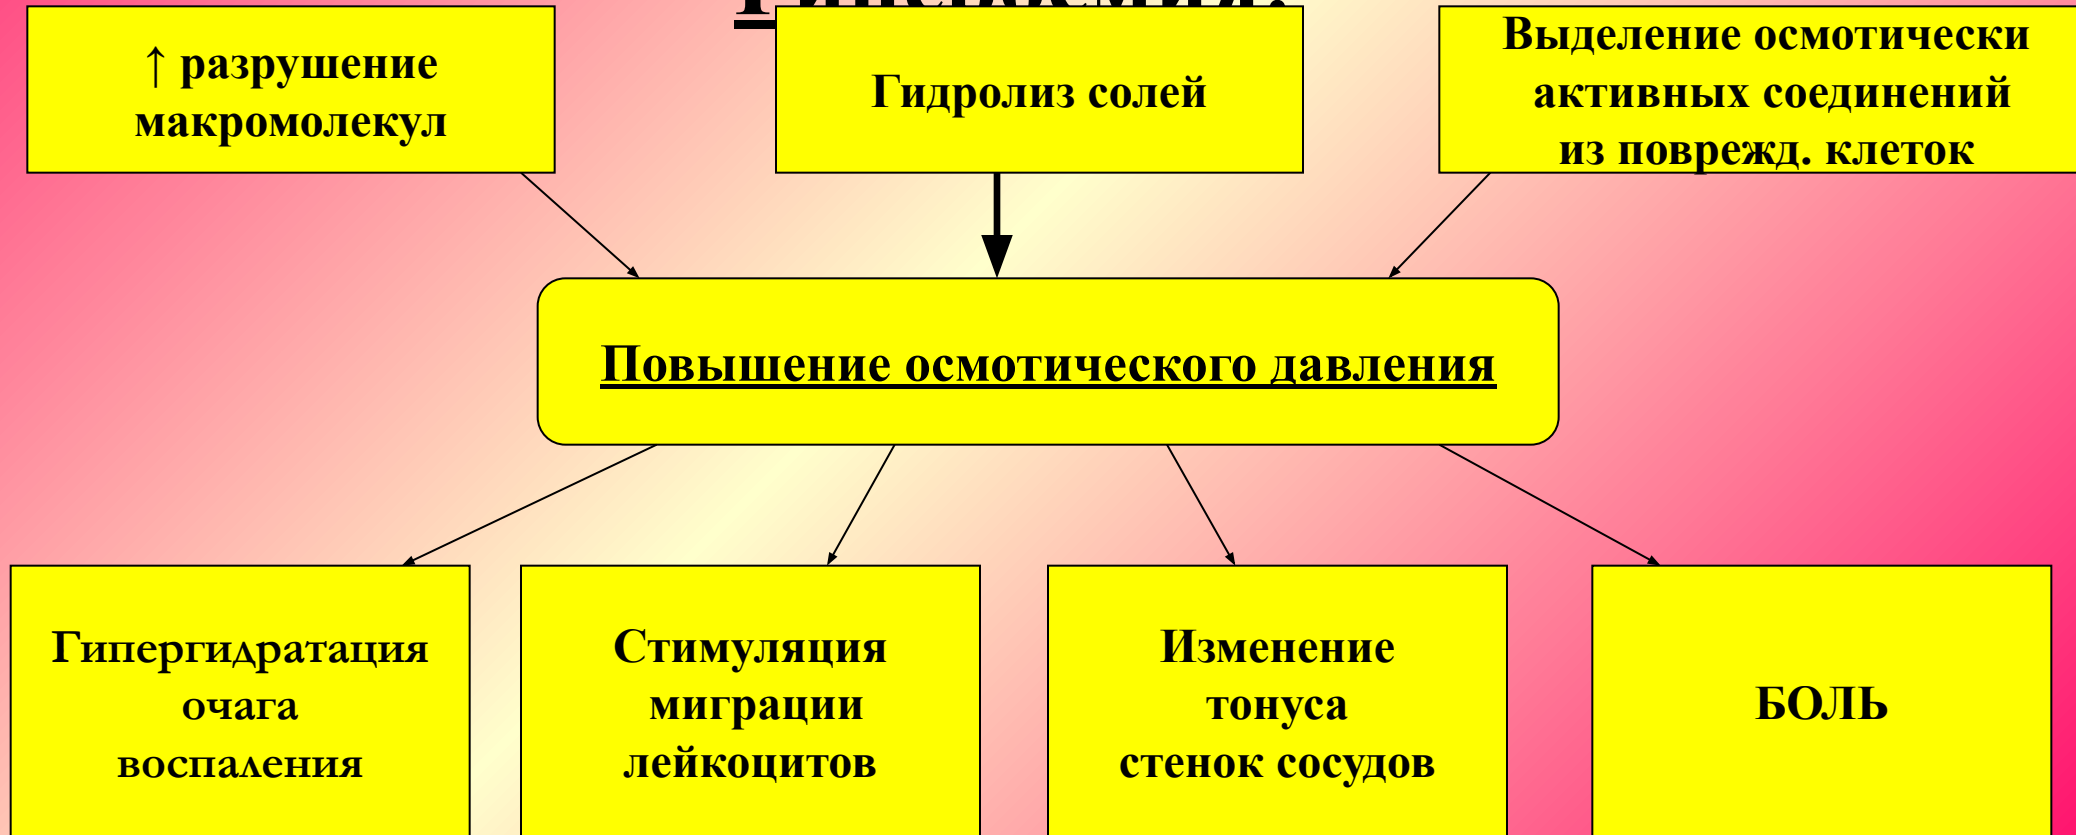 ↑ разрушение
макромолекул
Гидролиз солей
Выделение осмотически
активных соединений
из поврежд. клеток
Повышение осмотического давления
Гипергидратация
очага
воспаления
Стимуляция
миграции
лейкоцитов
Изменение
тонуса
стенок сосудов
БОЛЬ